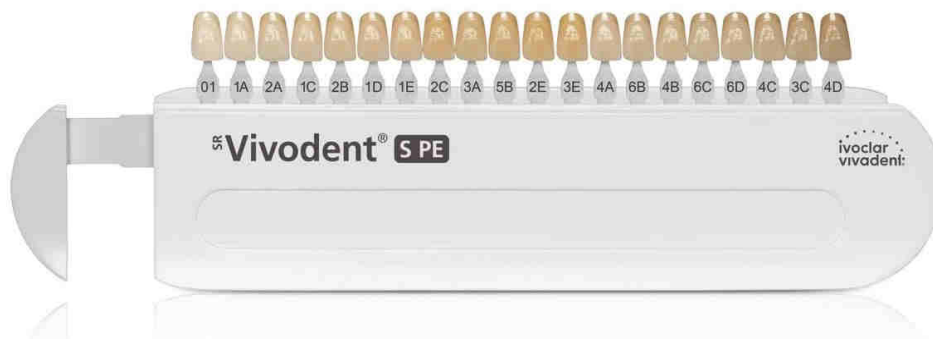 01 1A 2A 1C 2B 1D 1E 2C 3A 5B 2E 3E 4A 6B 4B 6C 6D 4C 3C 4D
SR Vivodent® S PE
ivoclar
vivadent: